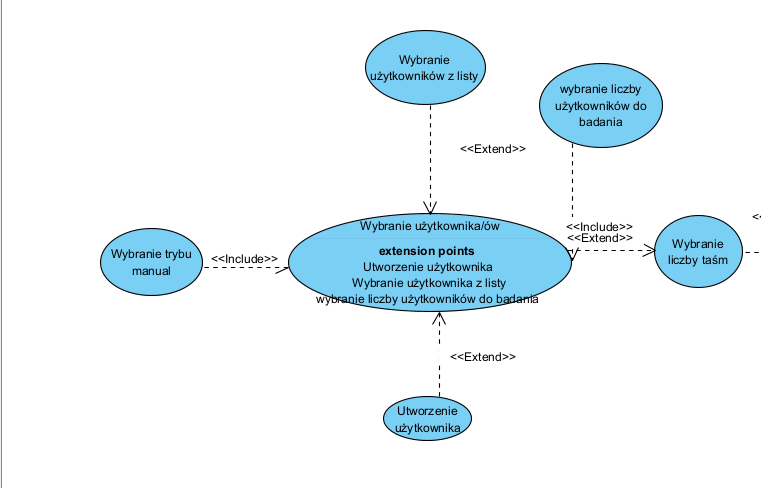 Wybranie
użytkowników z listy
wybranie liczby
użytkowników do
badania
<<Extend>>
Wybranie użytkownika/ów
extension points
Utworzenie użytkownika
Wybranie użytkownika z listy
wybranie liczby użytkowników do badania
Wybranie trybu
manual
<<Include>>
<<Include>>
<<Extend>>
Wybranie
liczby taśm
<<Extend>>
Utworzenie
użytkownika